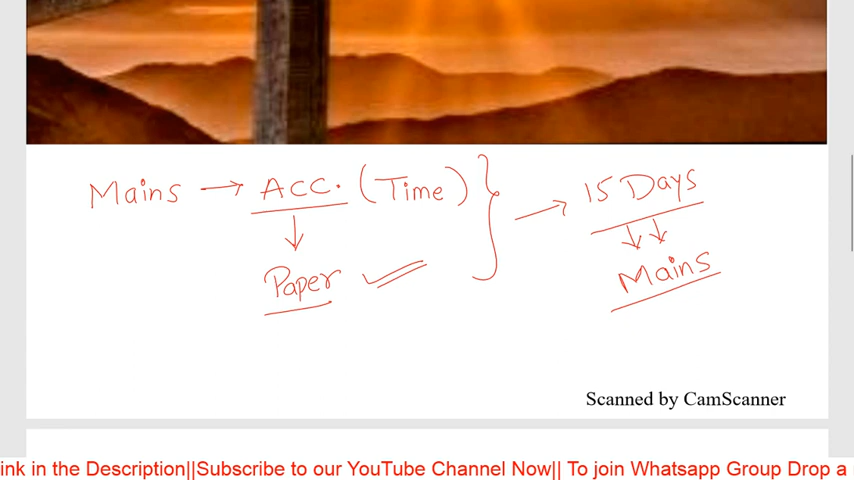 Mains → Acc. (Time) } → 15 Days
↓ ↓↓
Paper ✓ Mains
Scanned by CamScanner
ink in the Description||Subscribe to our YouTube Channel Now|| To join Whatsapp Group Drop a